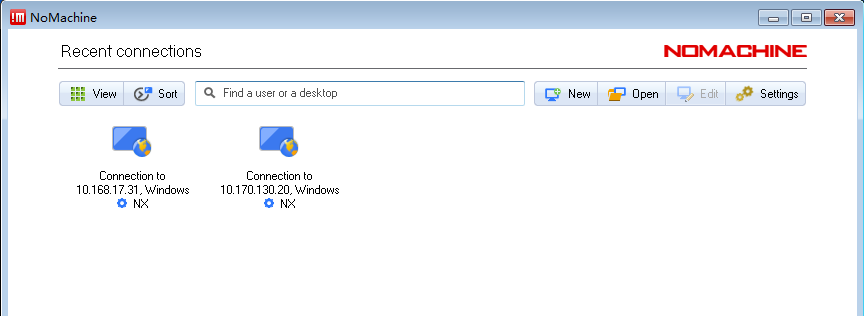 !M NoMachine
Recent connections
NOMACHINE
View
Sort
Find a user or a desktop
New
Open
Edit
Settings
Connection to
10.168.17.31, Windows
NX
Connection to
10.170.130.20, Windows
NX